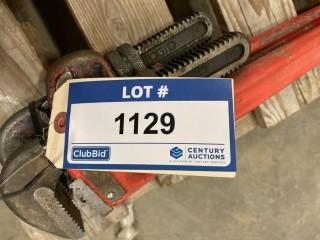 LOT #
1129
ClubBid
CENTURY
AUCTIONS